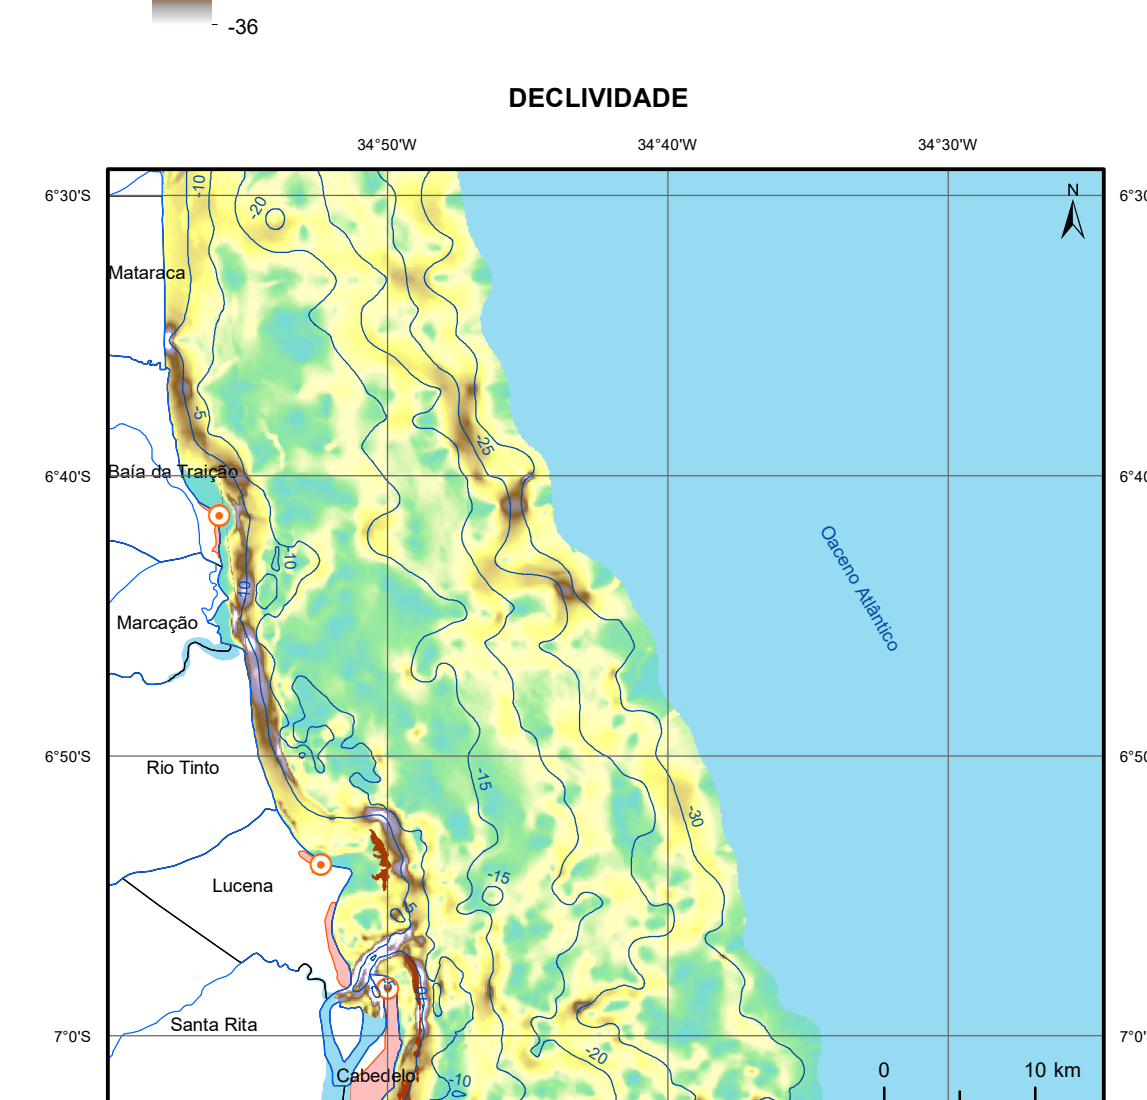 -36
DECLIVIDADE
34°50'W
34°40'W
34°30'W
6°30'S
6°30
-10
-20
N
Mataraca
-5
-25
Baía da Traição
6°40'S
6°40
Oaceno Atlântico
-10
10
Marcação
6°50'S
6°50
Rio Tinto
-15
-30
Lucena
-15
-5
Santa Rita
7°0'S
7°0'
-20
0
10 km
Cabedelo
-10